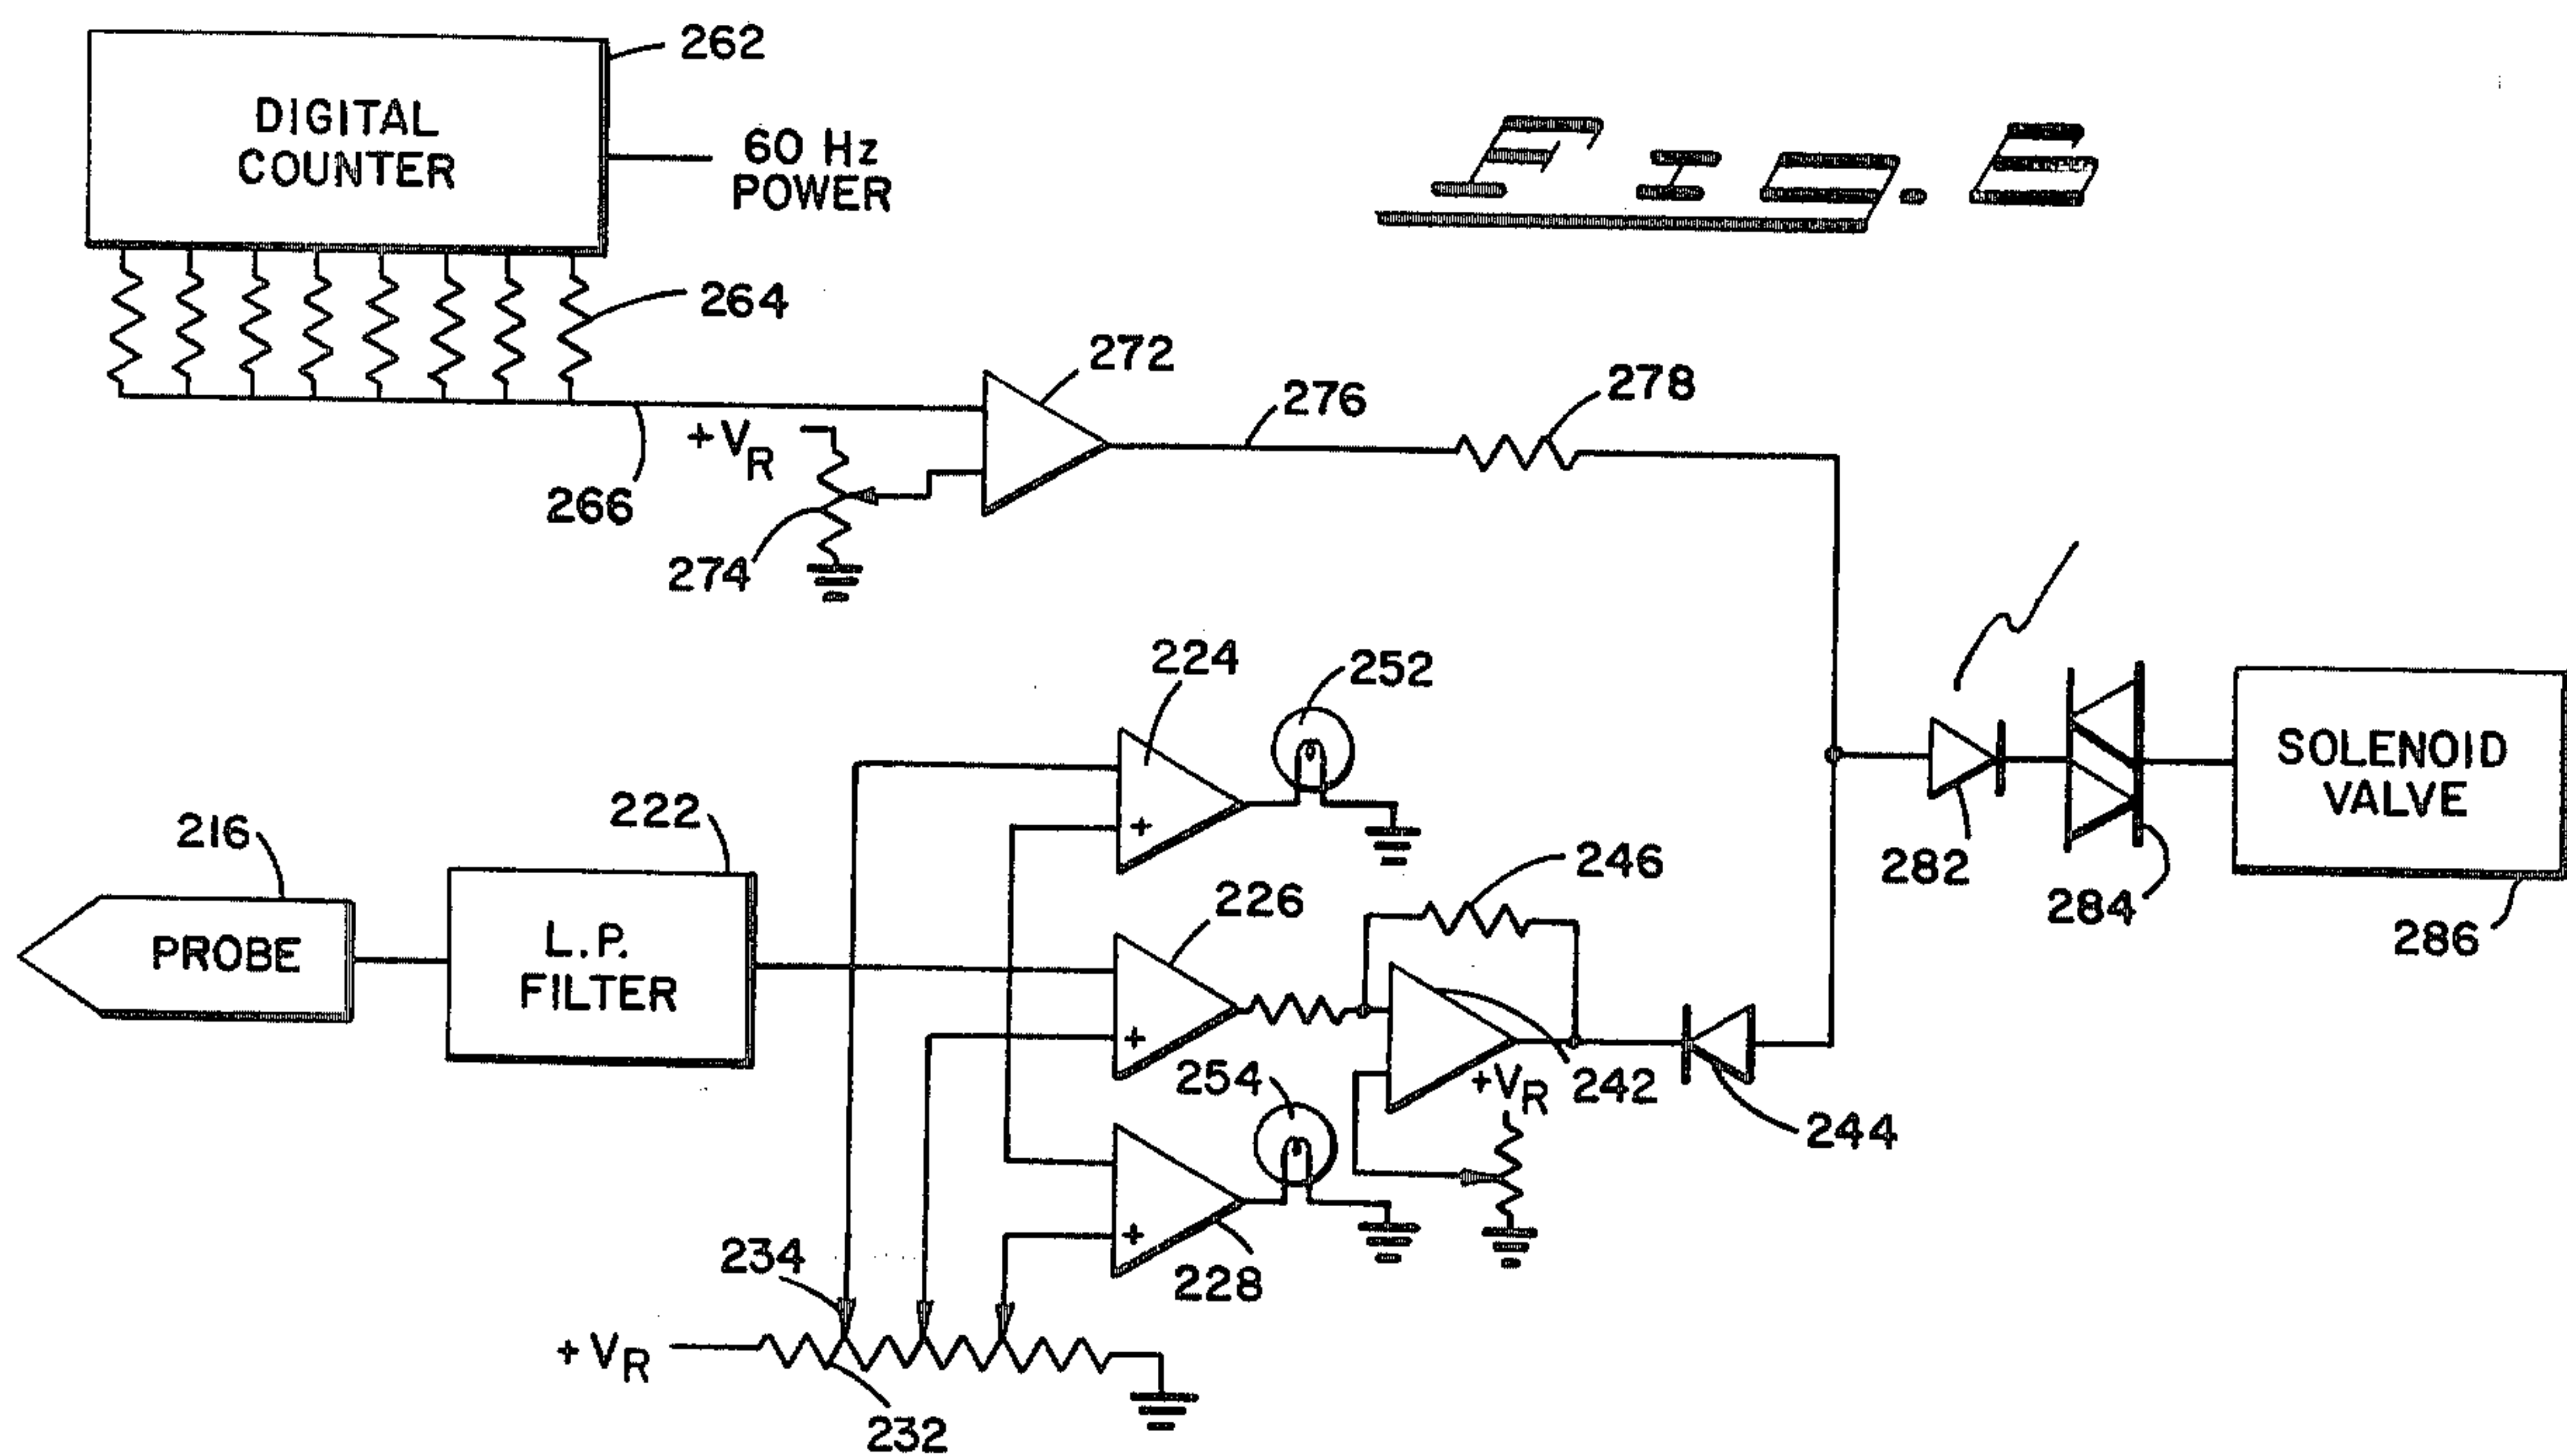 262
DIGITAL
COUNTER
60 Hz
POWER
FIG. 8
264
272
276
278
+VR
266
274
224
252
216
222
PROBE
L.P.
FILTER
226
246
282
284
SOLENOID
VALVE
286
254
+VR
242
244
228
234
+VR
232
+
+
+